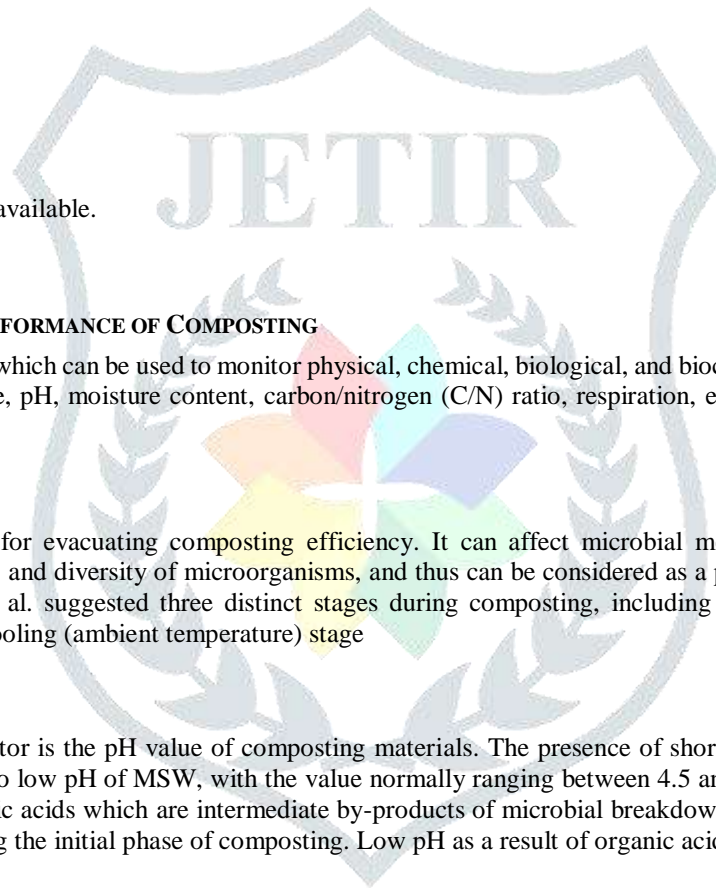 JETIR
available.
FORMANCE OF COMPOSTING
which can be used to monitor physical, chemical, biological, and bioc
e, pH, moisture content, carbon/nitrogen (C/N) ratio, respiration, e
for evacuating composting efficiency. It can affect microbial m
and diversity of microorganisms, and thus can be considered as a p
al. suggested three distinct stages during composting, including
ooling (ambient temperature) stage
tor is the pH value of composting materials. The presence of shor
o low pH of MSW, with the value normally ranging between 4.5 an
ic acids which are intermediate by-products of microbial breakdow
g the initial phase of composting. Low pH as a result of organic acid